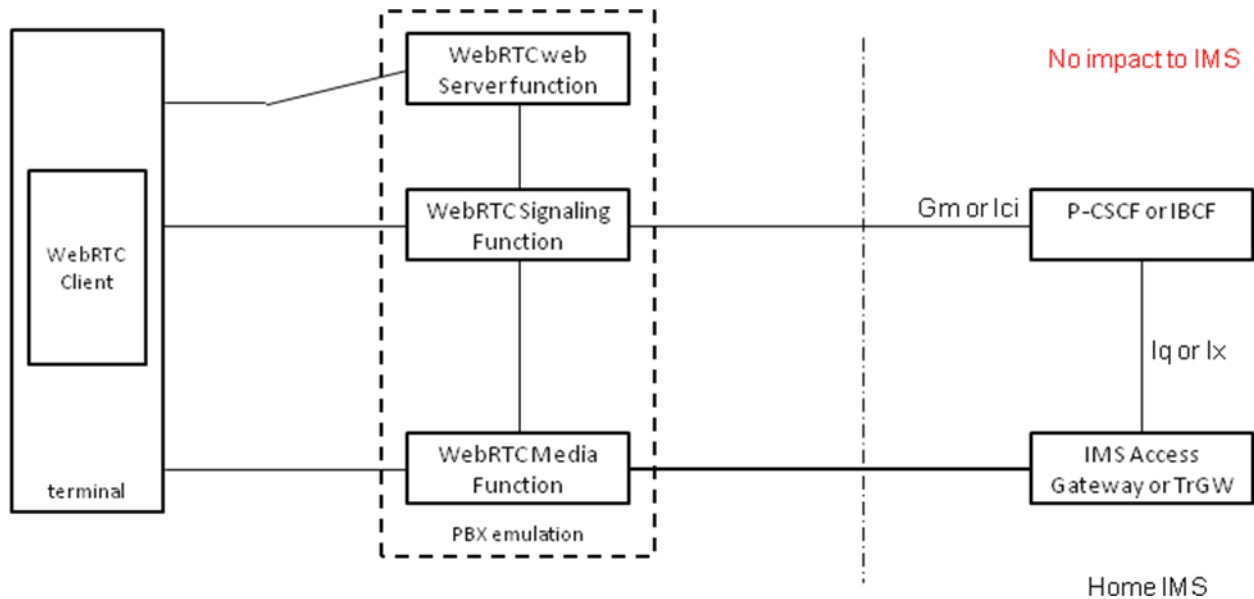 WebRTC web
Server function
No impact to IMS
WebRTC
Client
WebRTC Signaling
Function
Gm or Ici
P-CSCF or IBCF
Iq or Ix
terminal
WebRTC Media
Function
IMS Access
Gateway or TrGW
PBX emulation
Home IMS